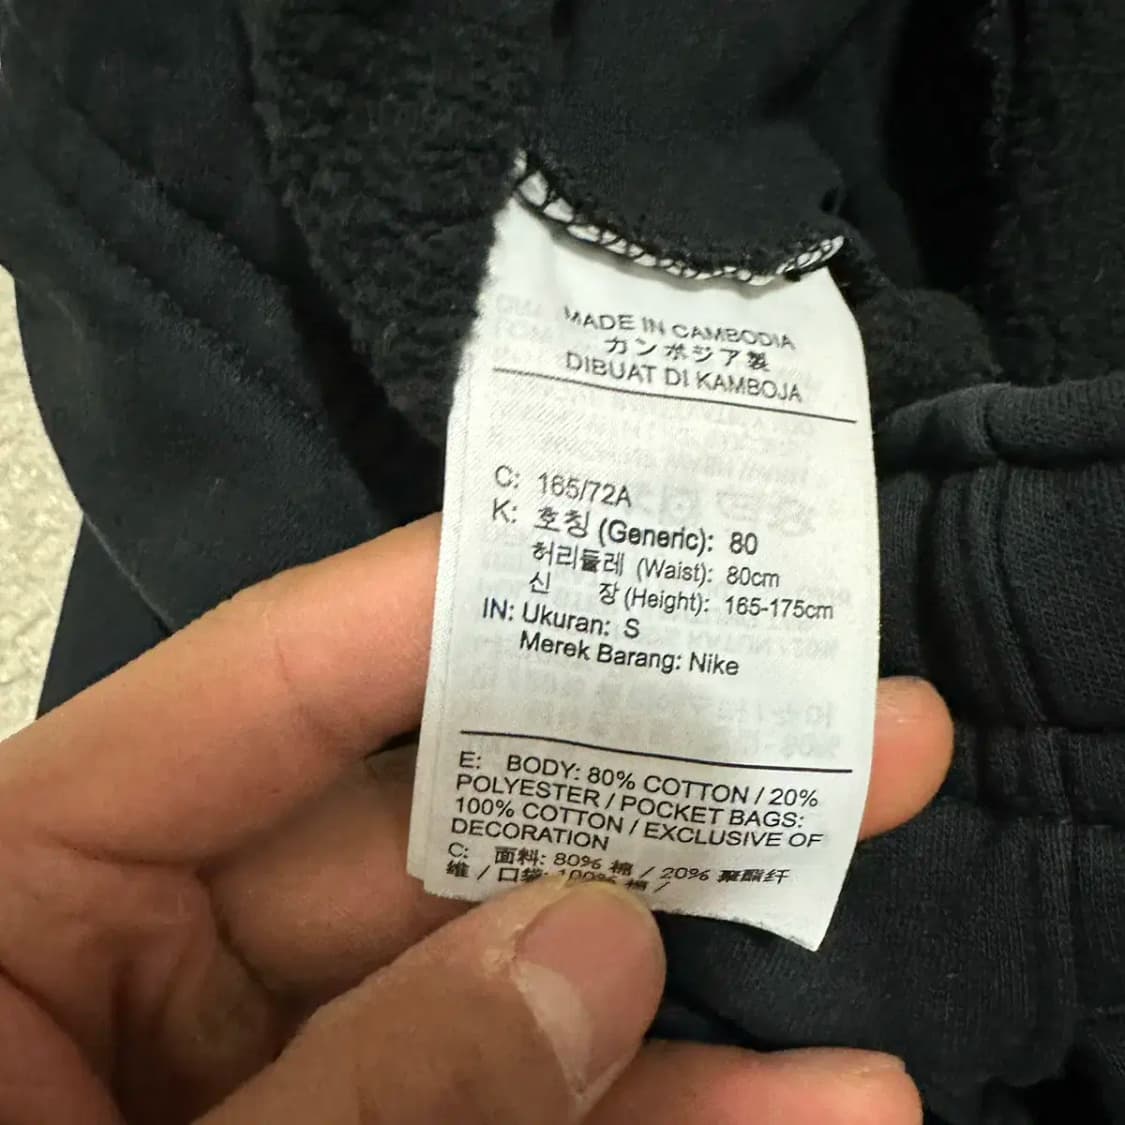 MADE IN CAMBODIA
カンボジア製
DIBUAT DI KAMBOJA
C: 165/72A
K: 호칭 (Generic): 80
허리둘레 (Waist): 80cm
신 장 (Height): 165-175cm
IN: Ukuran: S
Merek Barang: Nike
E: BODY: 80% COTTON / 20%
POLYESTER / POCKET BAGS:
100% COTTON / EXCLUSIVE OF
DECORATION
C: 面料: 80% 棉 / 20% 聚酯纤
维 / 口袋: 100% 棉 /